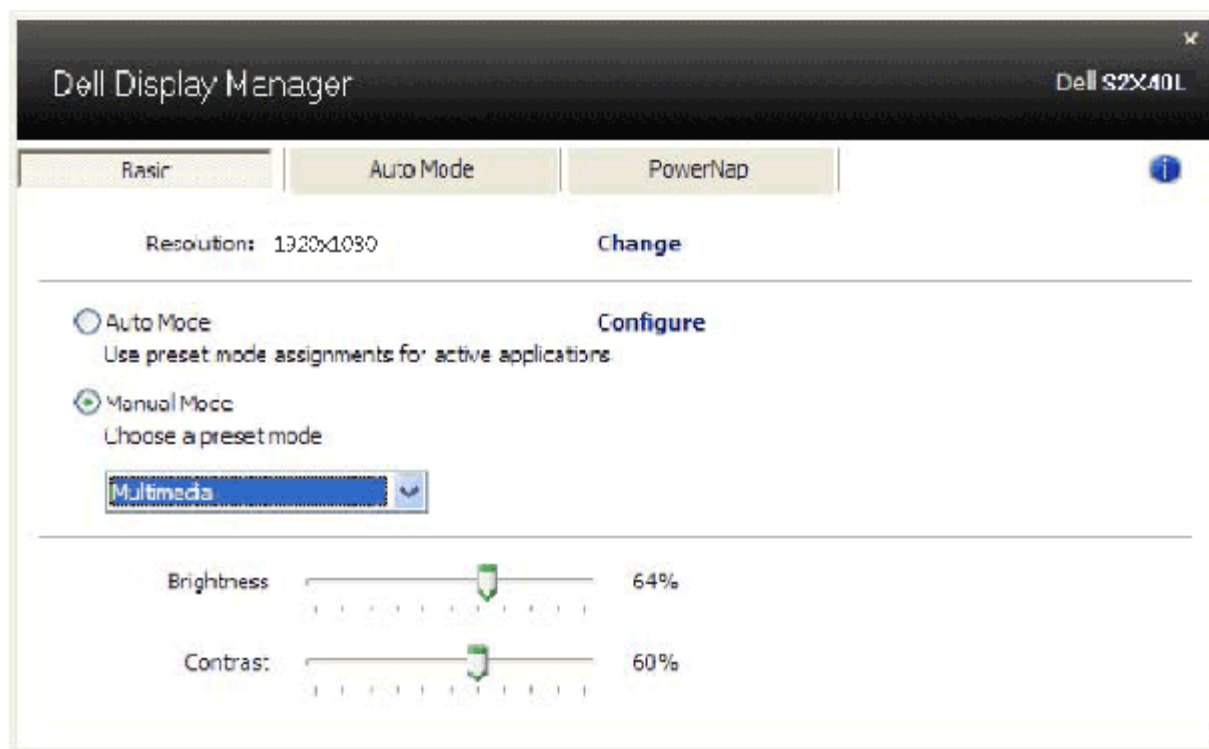 Dell Display Manager
Dell S2X40L
Basic
Auto Mode
PowerNap
Resolution: 1920x1080
Change
Auto Mode
Configure
Use preset mode assignments for active applications
Manual Mode
Choose a preset mode
Multimedia
Brightness
64%
Contrast
60%